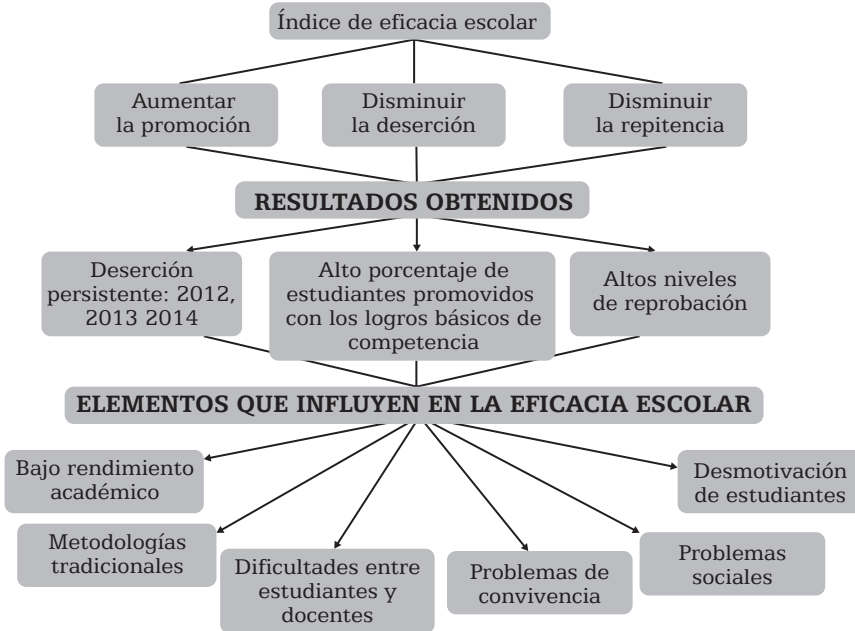 Índice de eficacia escolar
Aumentar
la promoción
Disminuir
la deserción
Disminuir
la repitencia
RESULTADOS OBTENIDOS
Deserción
persistente: 2012,
2013 2014
Alto porcentaje de
estudiantes promovidos
con los logros básicos de
competencia
Altos niveles
de reprobación
ELEMENTOS QUE INFLUYEN EN LA EFICACIA ESCOLAR
Bajo rendimiento
académico
Metodologías
tradicionales
Dificultades entre
estudiantes y
docentes
Problemas de
convivencia
Problemas
sociales
Desmotivación
de estudiantes